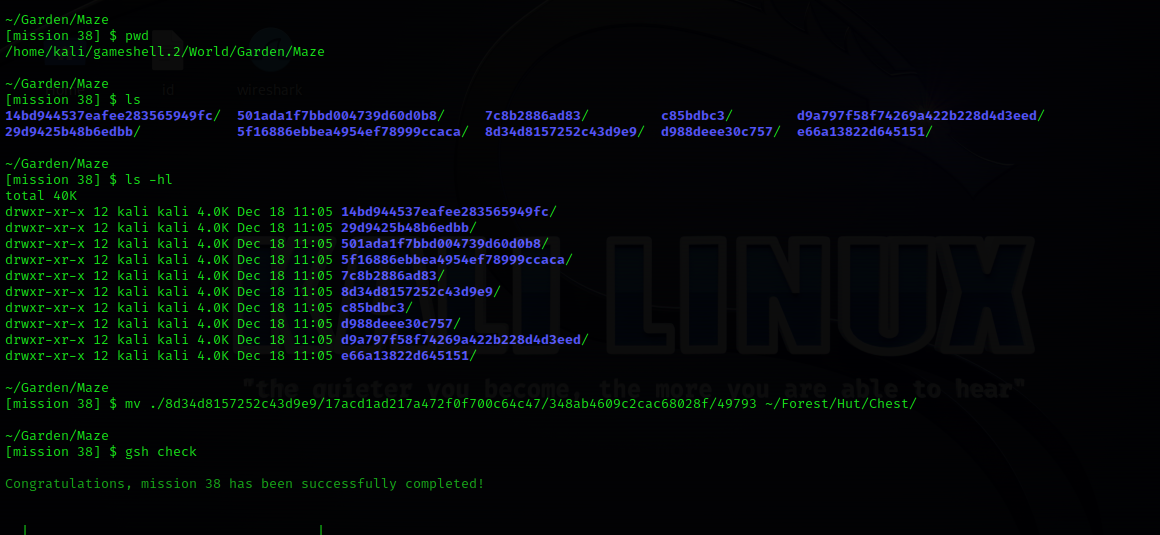 ~/Garden/Maze
[mission 38] $ pwd
/home/kali/gameshell.2/World/Garden/Maze
id
wireshark
~/Garden/Maze
[mission 38] $ ls
14bd944537eafee283565949fc/ 501ada1f7bbd004739d60d0b8/ 7c8b2886ad83/ c85bdbc3/ d9a797f58f74269a422b228d4d3eed/
29d9425b48b6edbb/ 5f16886ebbea4954ef78999ccaca/ 8d34d8157252c43d9e9/ d988deee30c757/ e66a13822d645151/
~/Garden/Maze
[mission 38] $ ls -hl
total 40K
drwxr-xr-x 12 kali kali 4.0K Dec 18 11:05 14bd944537eafee283565949fc/
drwxr-xr-x 12 kali kali 4.0K Dec 18 11:05 29d9425b48b6edbb/
drwxr-xr-x 12 kali kali 4.0K Dec 18 11:05 501ada1f7bbd004739d60d0b8/
drwxr-xr-x 12 kali kali 4.0K Dec 18 11:05 5f16886ebbea4954ef78999ccaca/
drwxr-xr-x 12 kali kali 4.0K Dec 18 11:05 7c8b2886ad83/
drwxr-xr-x 12 kali kali 4.0K Dec 18 11:05 8d34d8157252c43d9e9/
drwxr-xr-x 12 kali kali 4.0K Dec 18 11:05 c85bdbc3/
drwxr-xr-x 12 kali kali 4.0K Dec 18 11:05 d988deee30c757/
drwxr-xr-x 12 kali kali 4.0K Dec 18 11:05 d9a797f58f74269a422b228d4d3eed/
drwxr-xr-x 12 kali kali 4.0K Dec 18 11:05 e66a13822d645151/
LINUX
"the quieter you become, the more you are able to hear"
~/Garden/Maze
[mission 38] $ mv ./8d34d8157252c43d9e9/17acd1ad217a472f0f700c64c47/348ab4609c2cac68028f/49793 ~/Forest/Hut/Chest/
~/Garden/Maze
[mission 38] $ gsh check
Congratulations, mission 38 has been successfully completed!